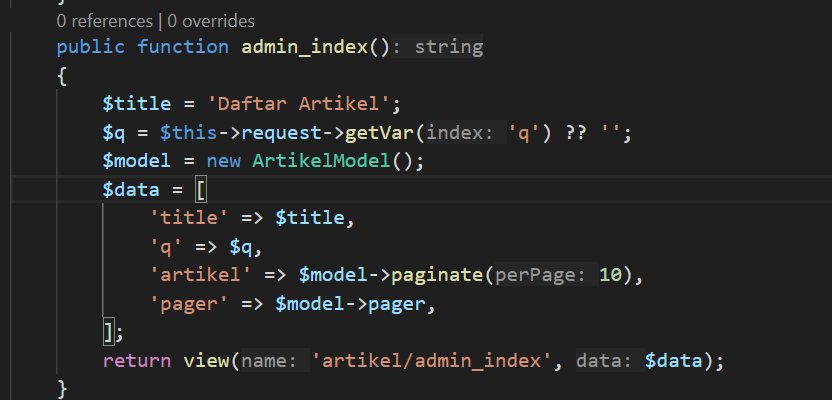 }
0 references | 0 overrides
public function admin_index(): string
{
$title = 'Daftar Artikel';
$q = $this->request->getVar(index: 'q') ?? '';
$model = new ArtikelModel();
$data = [
'title' => $title,
'q' => $q,
'artikel' => $model->paginate(perPage: 10),
'pager' => $model->pager,
];
return view(name: 'artikel/admin_index', data: $data);
}